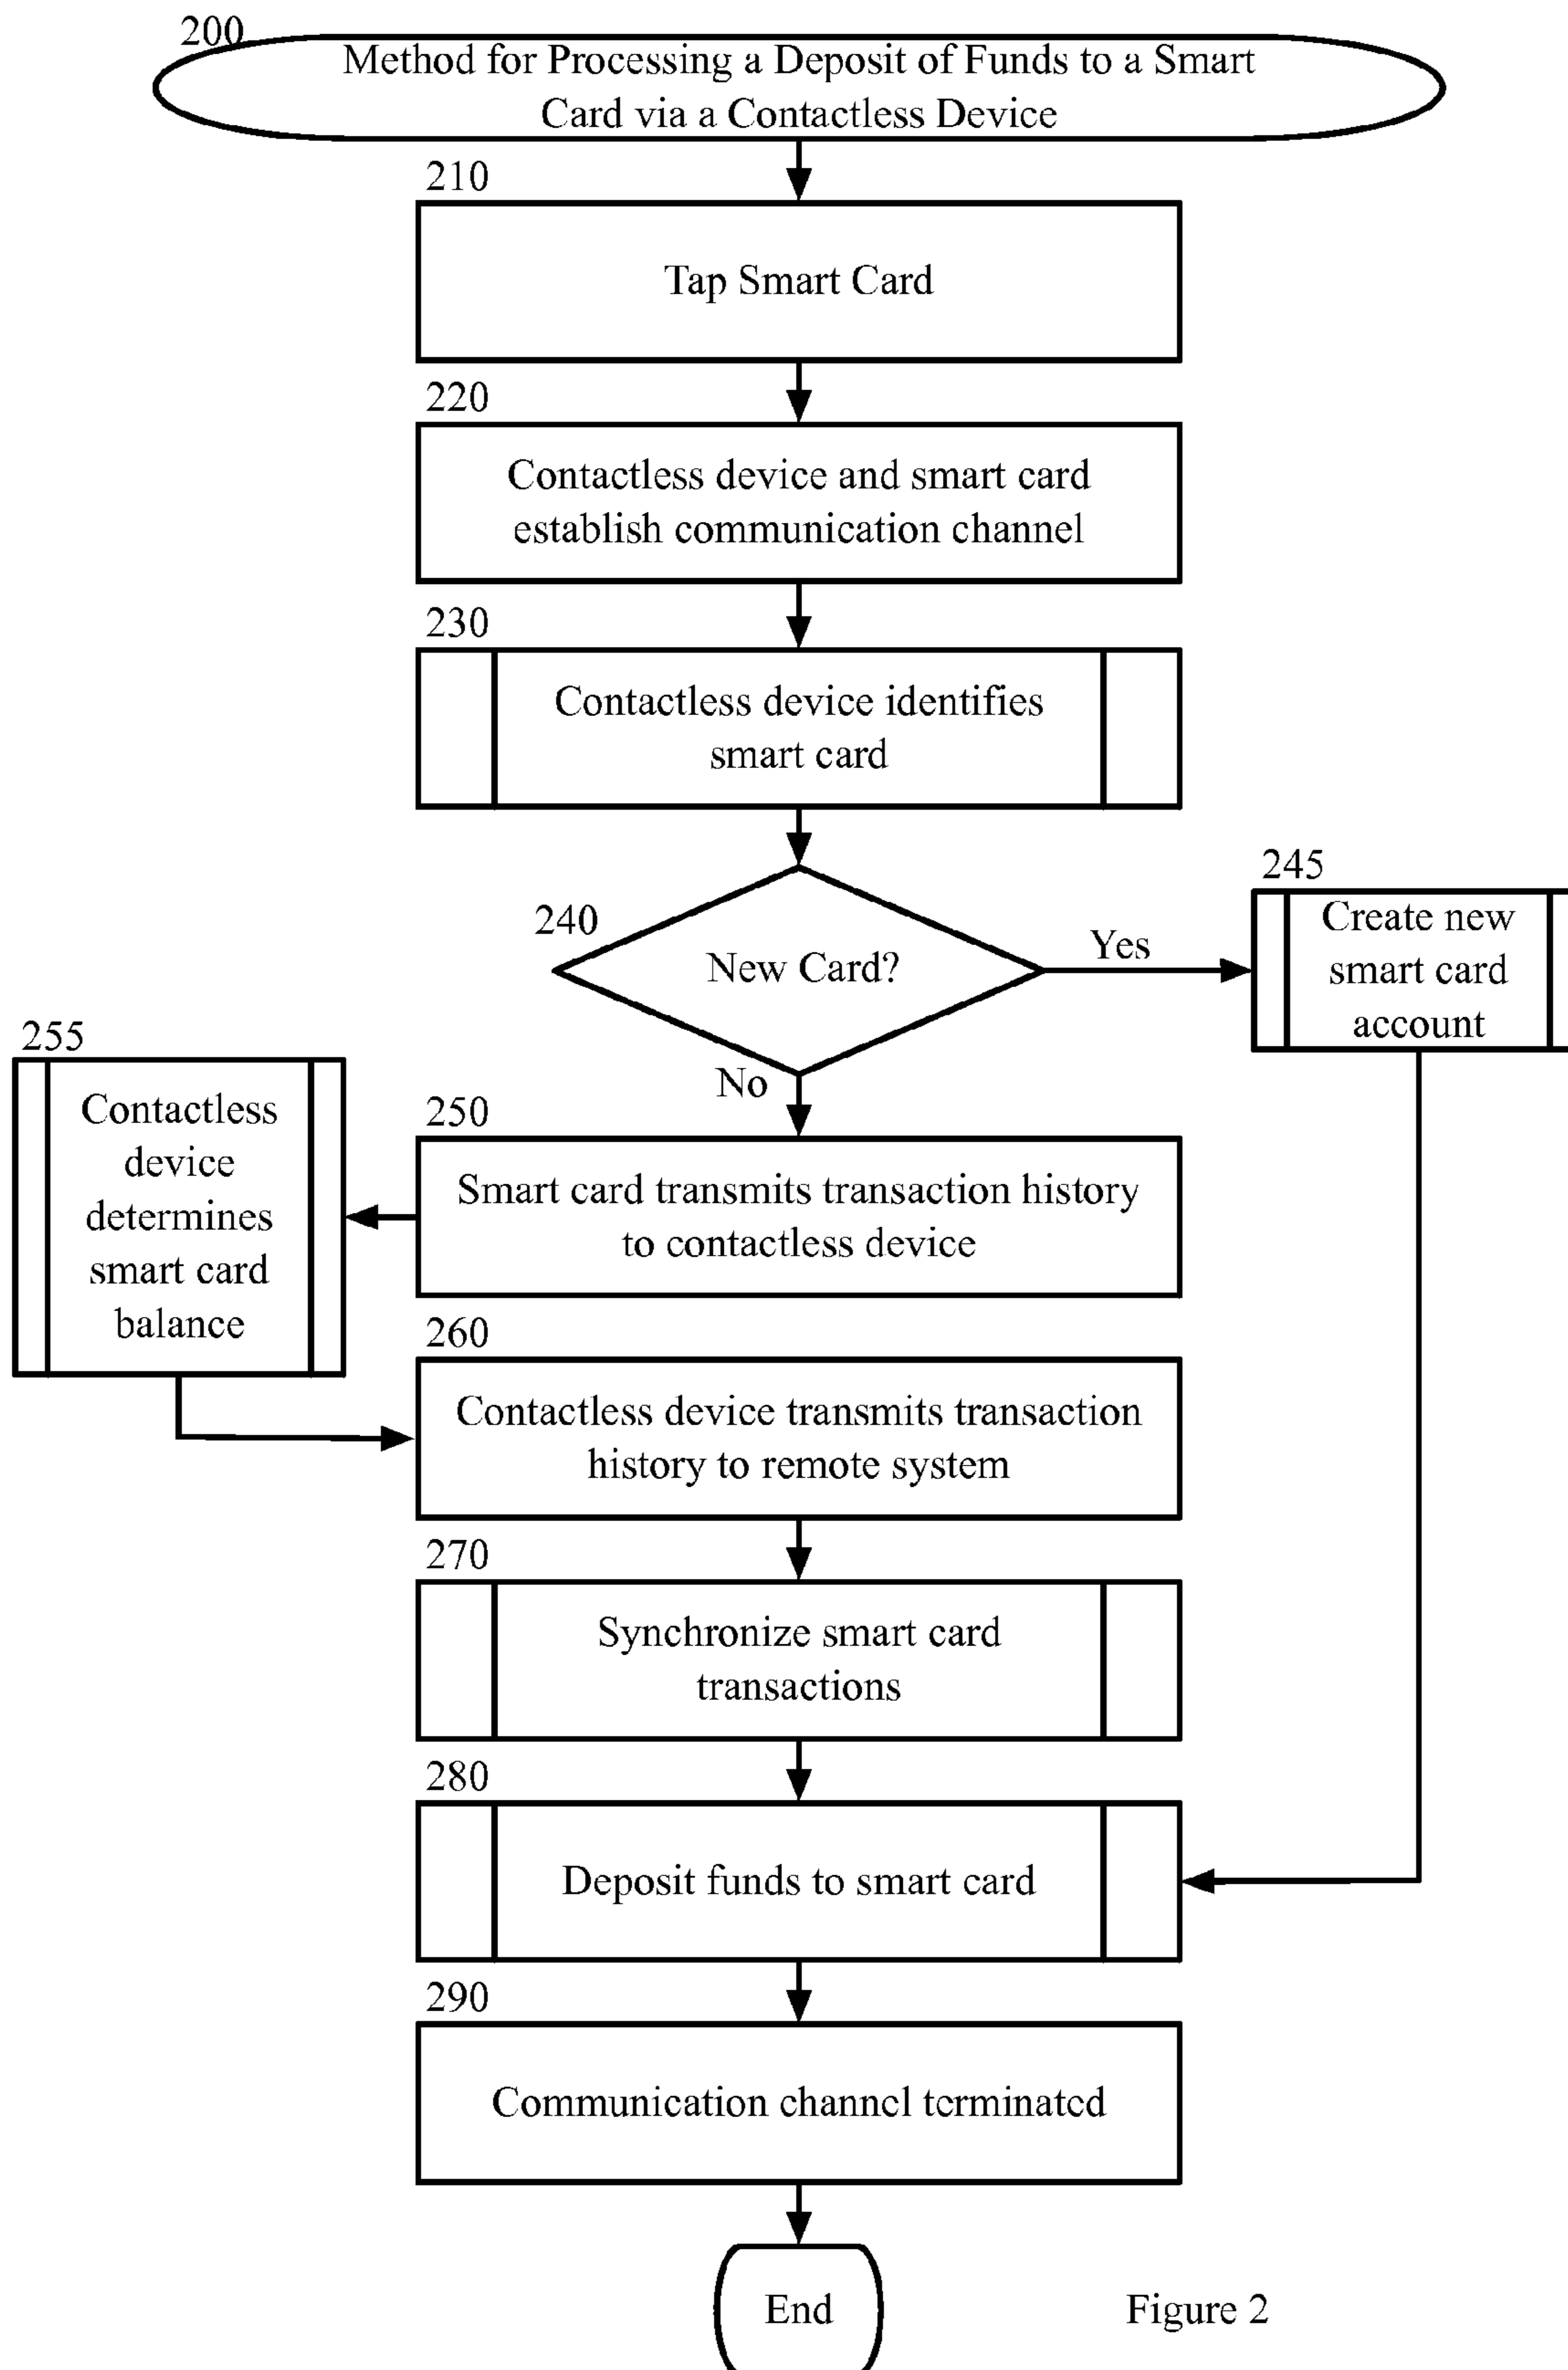 200
Method for Processing a Deposit of Funds to a Smart
Card via a Contactless Device
210
Tap Smart Card
220
Contactless device and smart card
establish communication channel
230
Contactless device identifies
smart card
240
New Card?
Yes
245
Create new
smart card
account
No
250
Smart card transmits transaction history
to contactless device
255
Contactless
device
determines
smart card
balance
260
Contactless device transmits transaction
history to remote system
270
Synchronize smart card
transactions
280
Deposit funds to smart card
290
Communication channel terminated
End
Figure 2